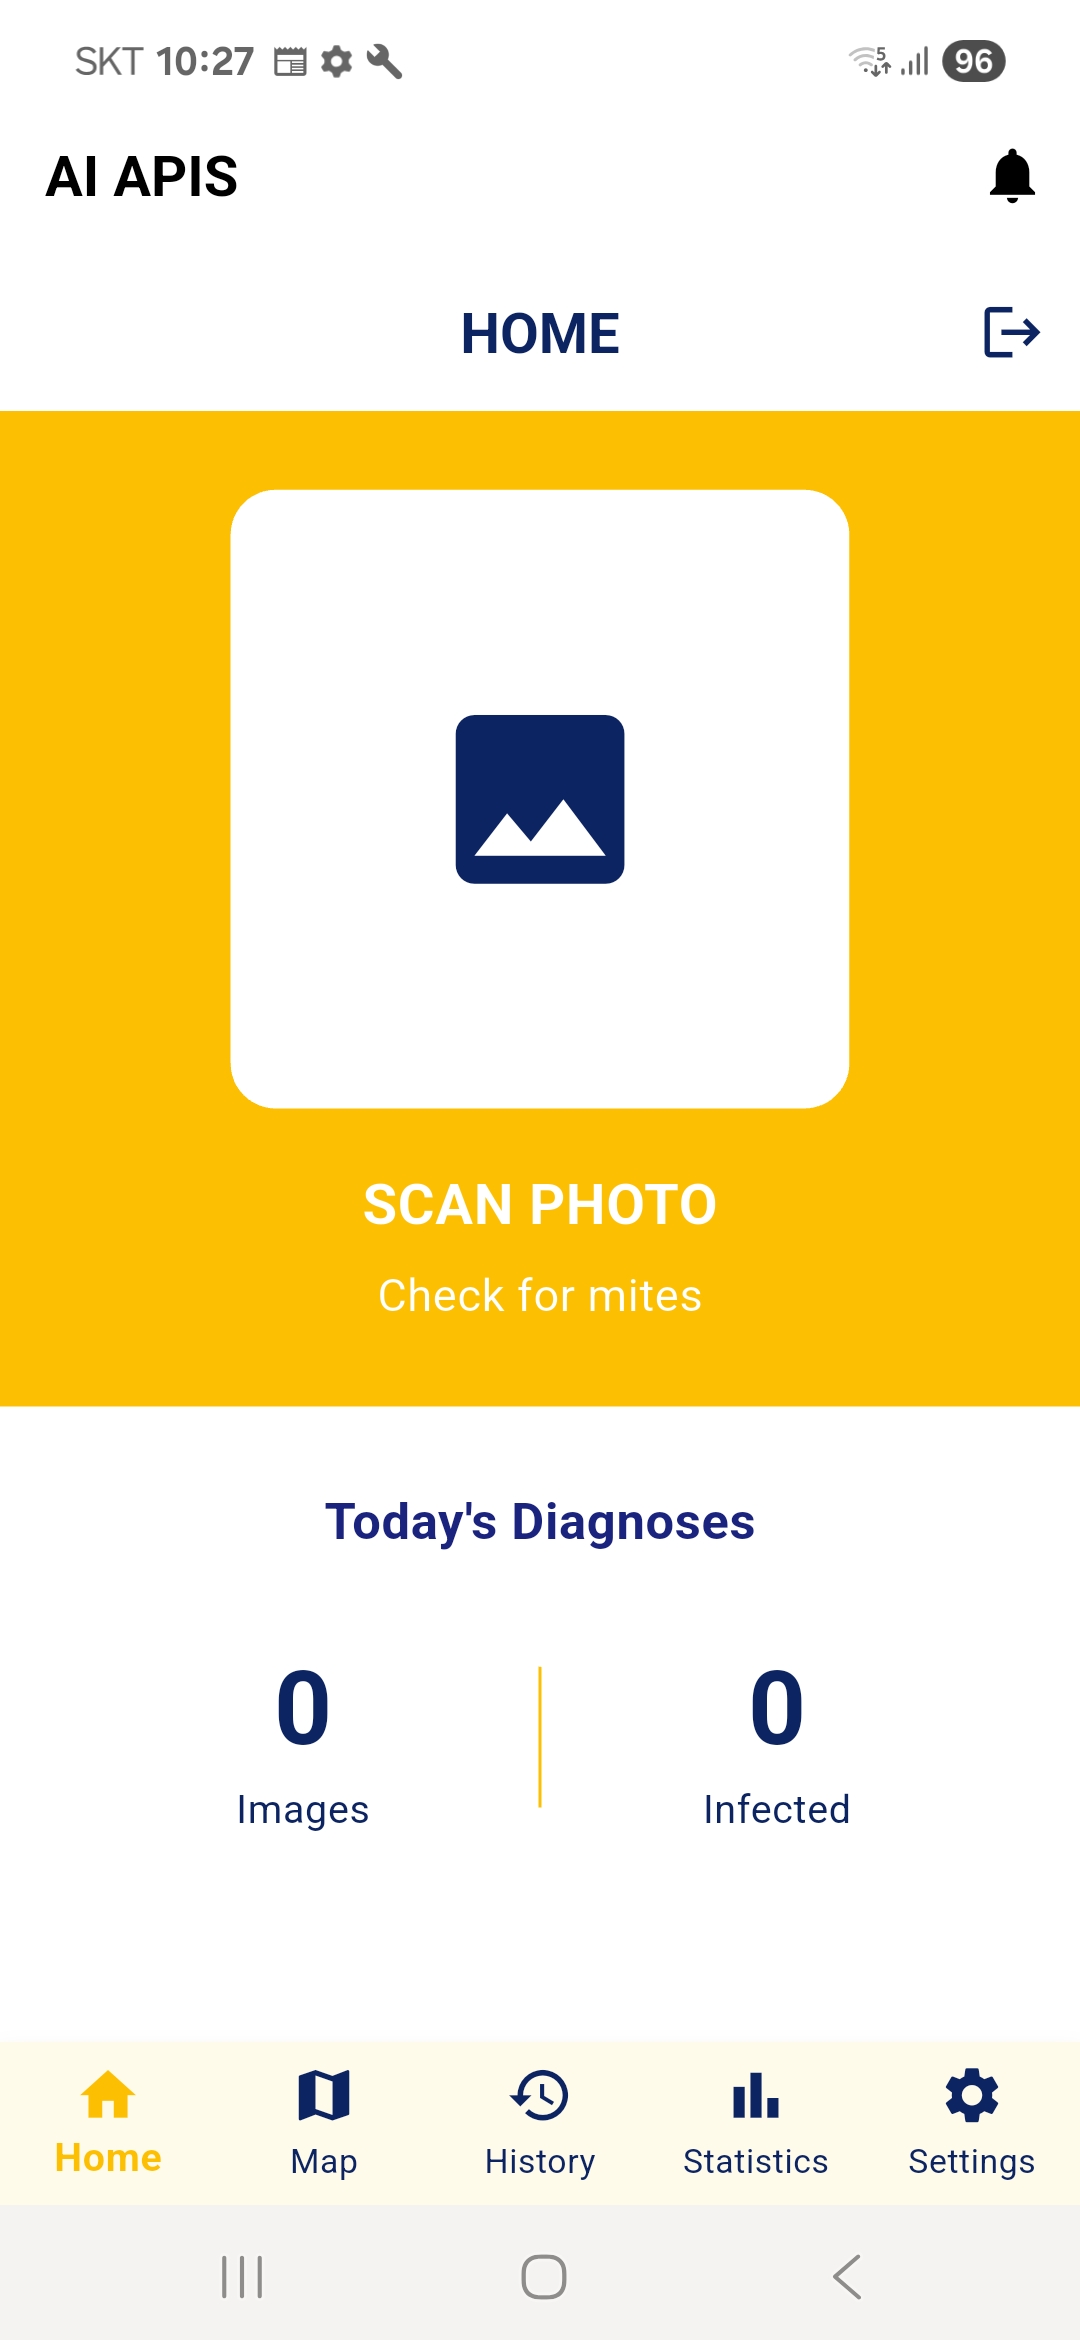 SKT 10:27
5
96
AI APIS
HOME
SCAN PHOTO
Check for mites
Today's Diagnoses
0 0
Images Infected
Home Map History Statistics Settings